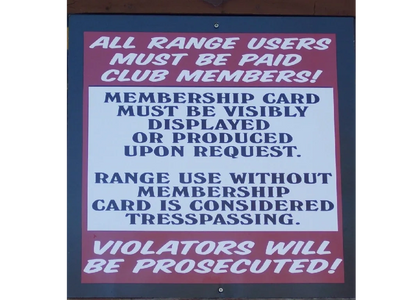 ALL RANGE USERS
MUST BE PAID
CLUB MEMBERS!
MEMBERSHIP CARD
MUST BE VISIBLY
DISPLAYED
OR PRODUCED
UPON REQUEST.
RANGE USE WITHOUT
MEMBERSHIP
CARD IS CONSIDERED
TRESSPASSING.
VIOLATORS WILL
BE PROSECUTED!